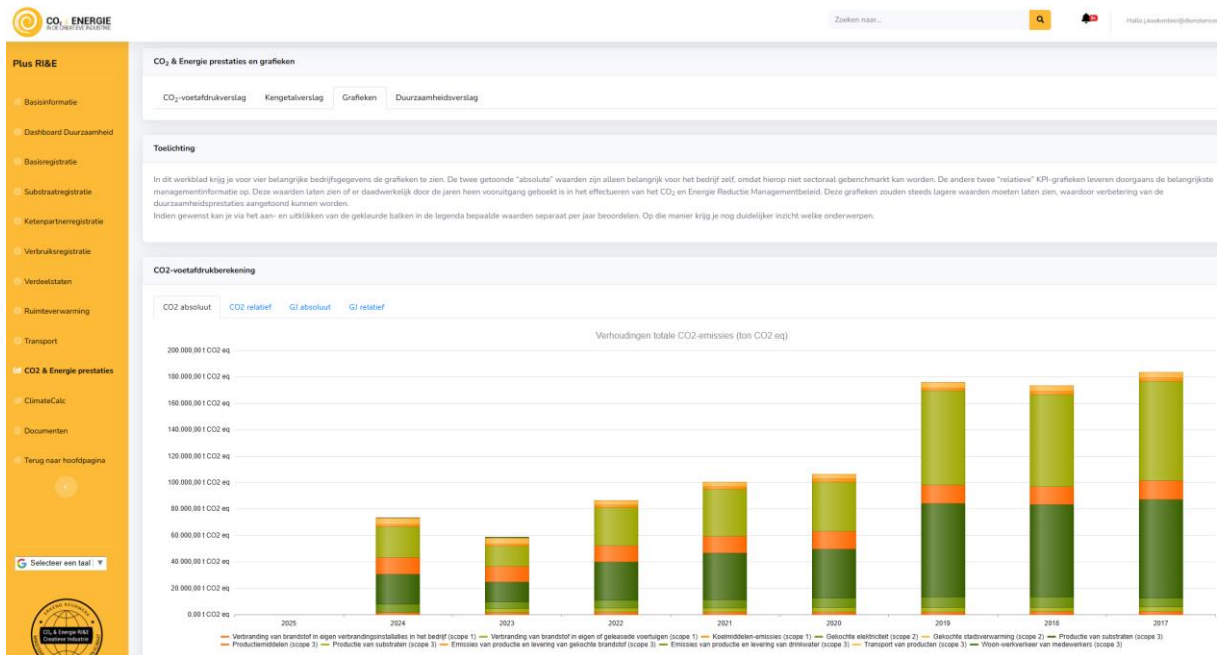 CO₂ & ENERGIE
IN DE CREATIEVE INDUSTRIE
Zoeken naar...
Plus RI&E
Basisinformatie
Dashboard Duurzaamheid
Basisregistratie
Substraatregistratie
Ketenpartnerregistratie
Verbruiksregistratie
Verdeelstaten
Ruimteverwarming
Transport
CO2 & Energie prestaties
ClimateCalc
Documenten
Terug naar hoofdpagina
Selecteer een taal
CO₂ & Energie RI&E
Creatieve Industrie
CO₂ & Energie prestaties en grafieken
CO₂-voetafdrukverslag Kengetalverslag Grafieken Duurzaamheidsverslag
Toelichting
In dit werkblad krijg je voor vier belangrijke bedrijfsgegevens de grafieken te zien. De twee getoonde "absolute" waarden zijn alleen belangrijk voor het bedrijf zelf, omdat hierop niet sectoraal gebenchmarkt kan worden. De andere twee "relatieve" KPI-grafieken leveren doorgaans de belangrijkste
managementinformatie op. Deze waarden laten zien of er daadwerkelijk door de jaren heen vooruitgang geboekt is in het effectueren van het CO₂ en Energie Reductie Managementbeleid. Deze grafieken zouden steeds lagere waarden moeten laten zien, waardoor verbetering van de
duurzaamheidsprestaties aangetoond kunnen worden.
Indien gewenst kan je via het aan- en uitklikken van de gekleurde balken in de legenda bepaalde waarden separaat per jaar beoordelen. Op die manier krijg je nog duidelijker inzicht welke onderwerpen.
CO2-voetafdrukberekening
CO2 absoluut CO2 relatief GJ absoluut GJ relatief
Verhoudingen totale CO2-emissies (ton CO2 eq)
200.000,00 t CO2 eq
180.000,00 t CO2 eq
160.000,00 t CO2 eq
140.000,00 t CO2 eq
120.000,00 t CO2 eq
100.000,00 t CO2 eq
80.000,00 t CO2 eq
60.000,00 t CO2 eq
40.000,00 t CO2 eq
20.000,00 t CO2 eq
0,00 t CO2 eq
2025 2024 2023 2022 2021 2020 2019 2018 2017
Verbranding van brandstof in eigen verbrandingsinstallaties in het bedrijf (scope 1) Verbranding van brandstof in eigen of geleasede voertuigen (scope 1) Koelmiddelen-emissies (scope 1) Gekochte elektriciteit (scope 2) Gekochte stadsverwarming (scope 2) Productie van substraten (scope 3)
Productiemiddelen (scope 3) Productie van substraten (scope 3) Emissies van productie en levering van gekochte brandstof (scope 3) Emissies van productie en levering van drinkwater (scope 3) Transport van producten (scope 3) Woon-werkverkeer van medewerkers (scope 3)